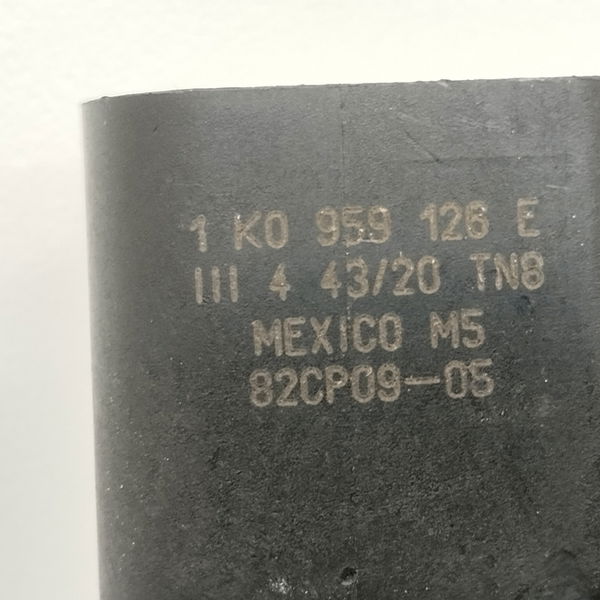 1 K0 959 126 E
III 4 43/20 TN8
MEXICO M5
82CP09-05